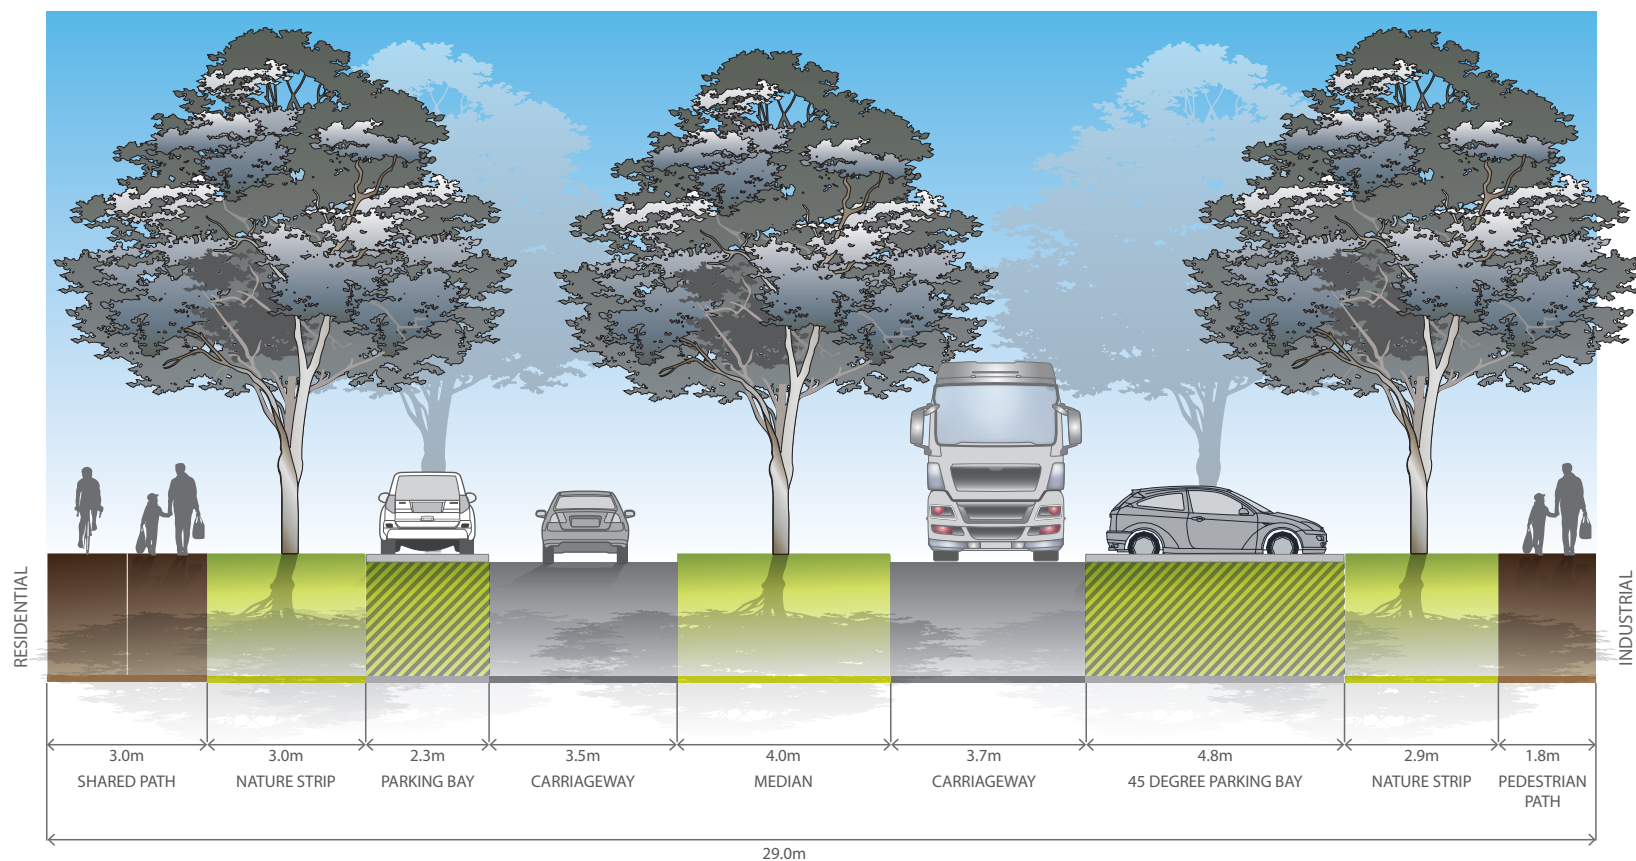 RESIDENTIAL
INDUSTRIAL
3.0m
3.0m
2.3m
3.5m
4.0m
3.7m
4.8m
2.9m
1.8m
SHARED PATH
NATURE STRIP
PARKING BAY
CARRIAGEWAY
MEDIAN
CARRIAGEWAY
45 DEGREE PARKING BAY
NATURE STRIP
PEDESTRIAN
PATH
29.0m